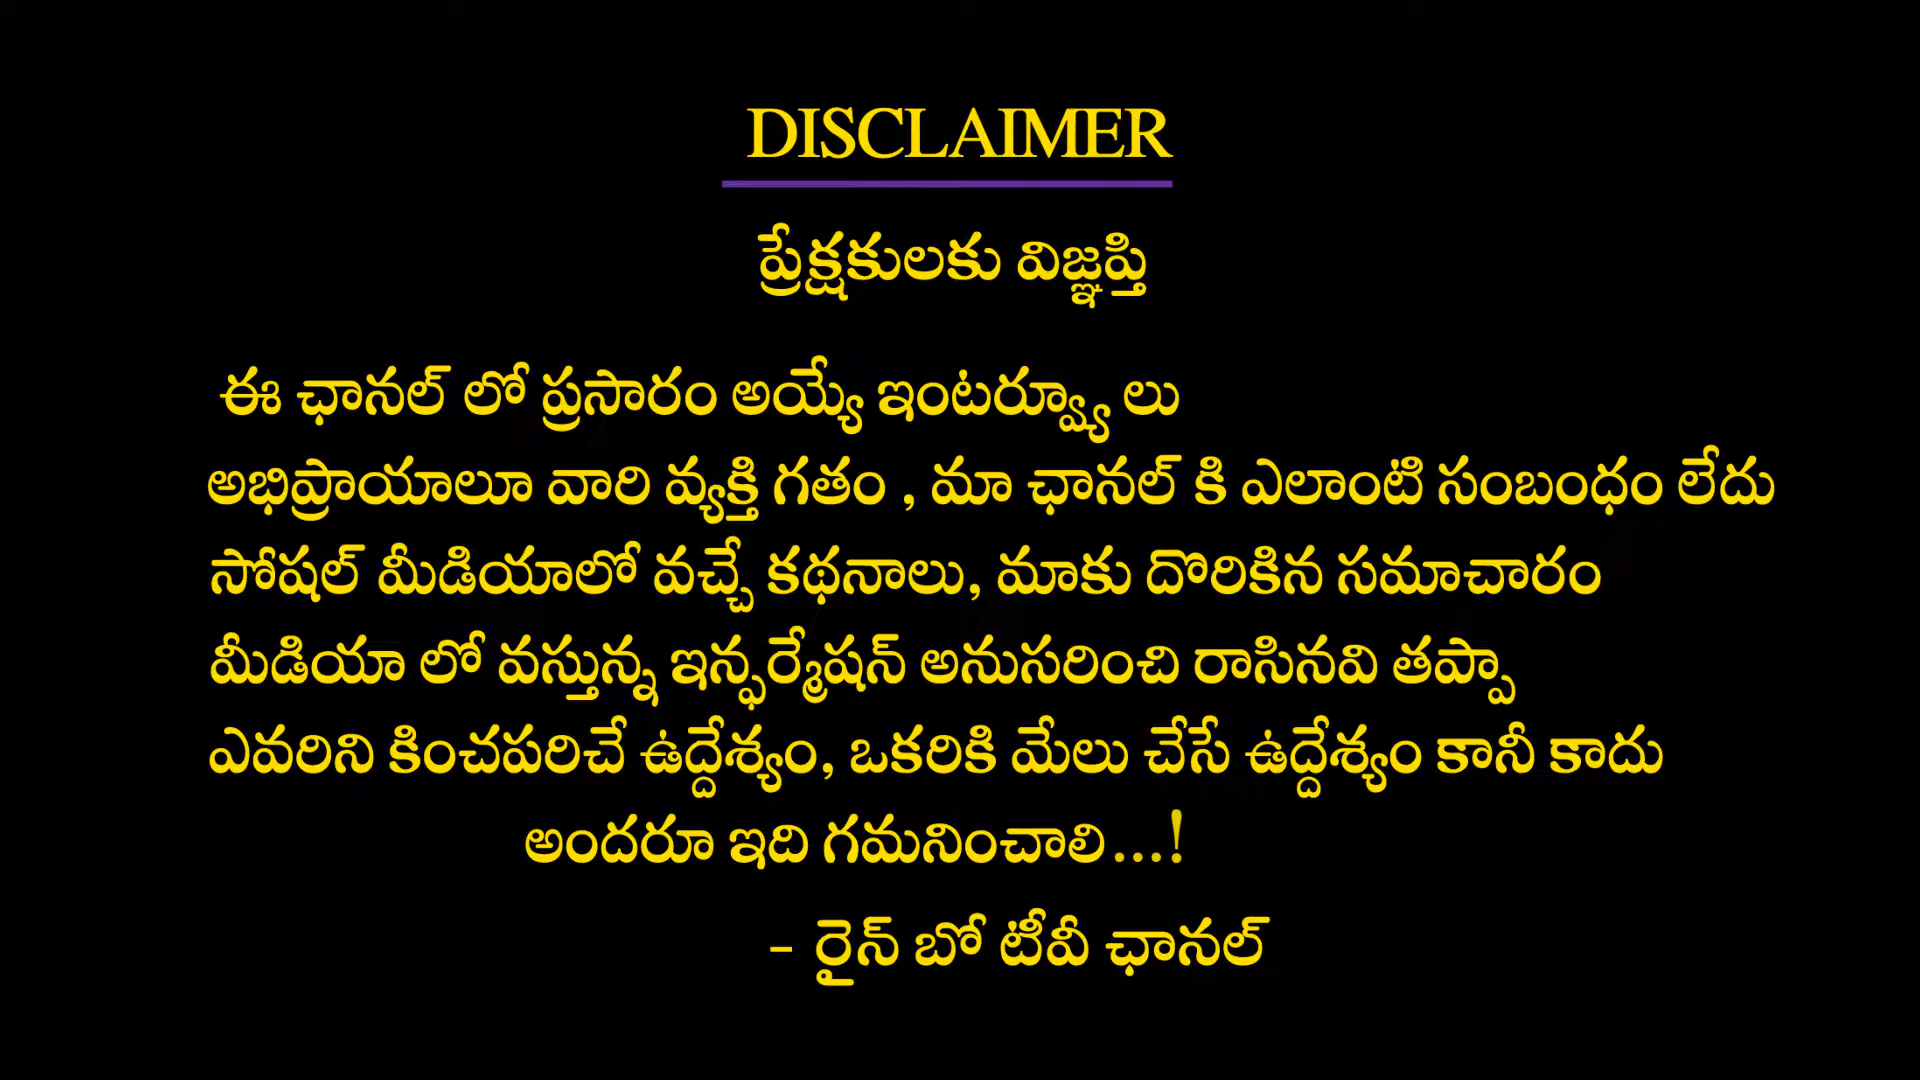 DISCLAIMER
ప్రేక్షకులకు విజ్ఞప్తి
ఈ ఛానల్ లో ప్రసారం అయ్యే ఇంటర్వ్యూ లు
అభిప్రాయాలూ వారి వ్యక్తి గతం , మా ఛానల్ కి ఎలాంటి సంబంధం లేదు
సోషల్ మీడియాలో వచ్చే కథనాలు, మాకు దొరికిన సమాచారం
మీడియా లో వస్తున్న ఇన్ఫర్మేషన్ అనుసరించి రాసినవి తప్పా
ఎవరిని కించపరిచే ఉద్దేశ్యం, ఒకరికి మేలు చేసే ఉద్దేశ్యం కానీ కాదు
అందరూ ఇది గమనించాలి...!
- రైన్ బో టీవీ ఛానల్